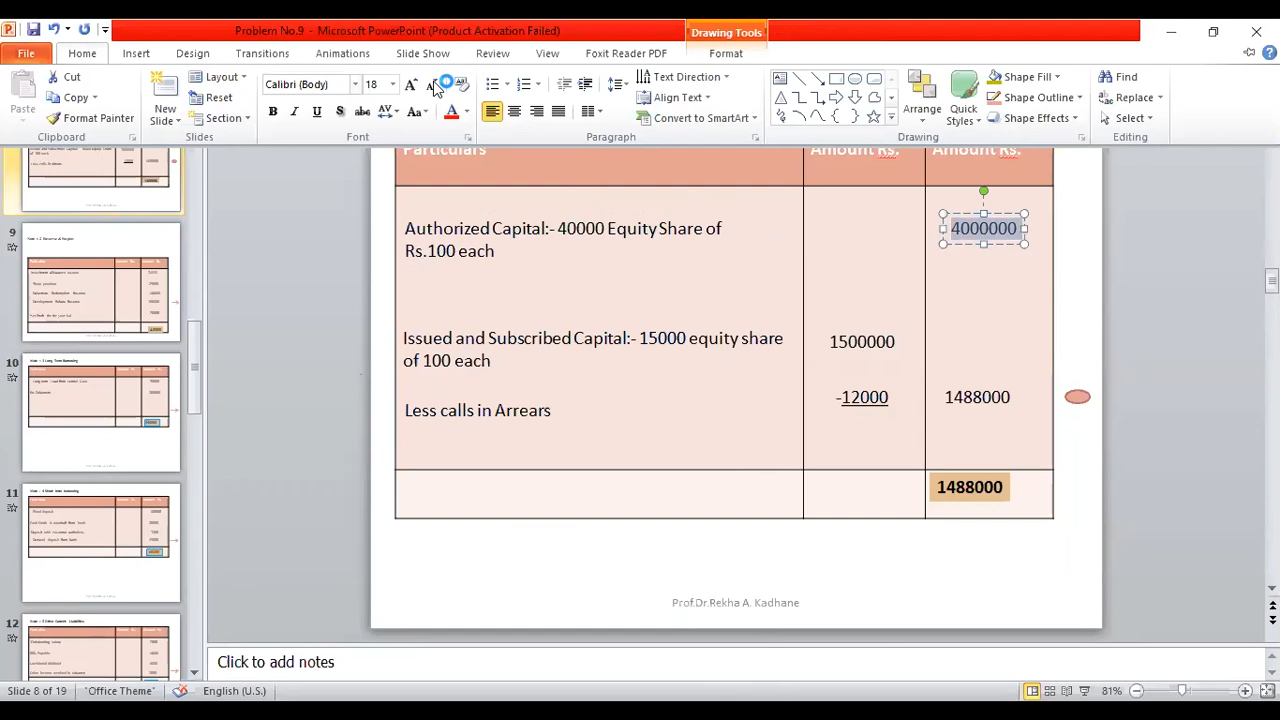 Problem No.9 - Microsoft PowerPoint (Product Activation Failed)
Drawing Tools
File Home Insert Design Transitions Animations Slide Show Review View Foxit Reader PDF Format
Paste
Cut
Copy
Format Painter
Clipboard
New Slide
Layout
Reset
Section
Slides
Calibri (Body) 18
B I U S abc AV Aa A
Font
Paragraph
Text Direction
Align Text
Convert to SmartArt
Arrange
Quick Styles
Shape Fill
Shape Outline
Shape Effects
Drawing
Find
Replace
Select
Editing
9
10
11
12
Particulars Amount Rs. Amount Rs.
Authorized Capital:- 40000 Equity Share of 4000000
Rs.100 each
Issued and Subscribed Capital:- 15000 equity share 1500000
of 100 each
Less calls in Arrears -12000 1488000
1488000
Prof.Dr.Rekha A. Kadhane
Click to add notes
Slide 8 of 19 "Office Theme" English (U.S.) 81%